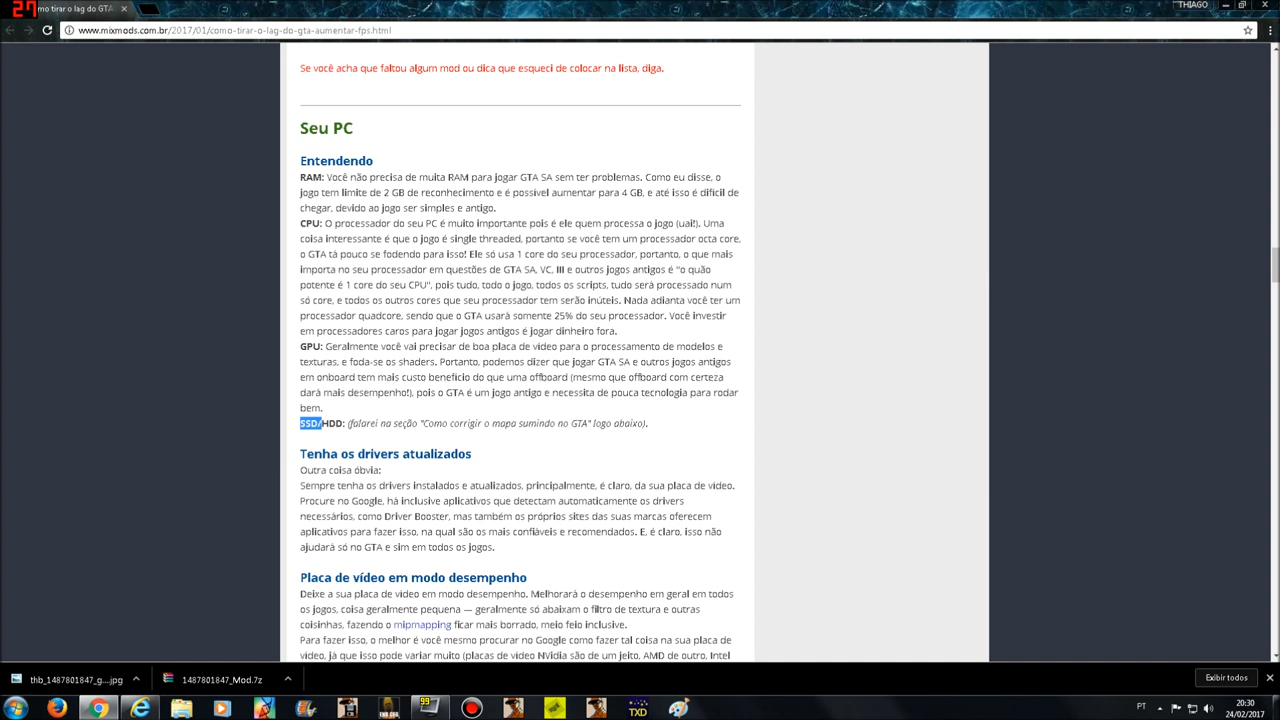 27
omo tirar o lag do GTA
THIAGO
www.mixmods.com.br/2017/01/como-tirar-o-lag-do-gta-aumentar-fps.html
Se você acha que faltou algum mod ou dica que esqueci de colocar na lista, diga.
Seu PC
Entendendo
RAM: Você não precisa de muita RAM para jogar GTA SA sem ter problemas. Como eu disse, o
jogo tem limite de 2 GB de reconhecimento e é possível aumentar para 4 GB, e até isso é difícil de
chegar, devido ao jogo ser simples e antigo.
CPU: O processador do seu PC é muito importante pois é ele quem processa o jogo (uai!). Uma
coisa interessante é que o jogo é single threaded, portanto se você tem um processador octa core,
o GTA tá pouco se fodendo para isso! Ele só usa 1 core do seu processador, portanto, o que mais
importa no seu processador em questões de GTA SA, VC, III e outros jogos antigos é "o quão
potente é 1 core do seu CPU", pois tudo, todo o jogo, todos os scripts, tudo será processado num
só core, e todos os outros cores que seu processador tem serão inúteis. Nada adianta você ter um
processador quadcore, sendo que o GTA usará somente 25% do seu processador. Você investir
em processadores caros para jogar jogos antigos é jogar dinheiro fora.
GPU: Geralmente você vai precisar de boa placa de vídeo para o processamento de modelos e
texturas, e foda-se os shaders. Portanto, podemos dizer que jogar GTA SA e outros jogos antigos
em onboard tem mais custo benefício do que uma offboard (mesmo que offboard com certeza
dará mais desempenho!), pois o GTA é um jogo antigo e necessita de pouca tecnologia para rodar
bem.
SSD/HDD: (falarei na seção "Como corrigir o mapa sumindo no GTA" logo abaixo).
Tenha os drivers atualizados
Outra coisa óbvia:
Sempre tenha os drivers instalados e atualizados, principalmente, é claro, da sua placa de vídeo.
Procure no Google, há inclusive aplicativos que detectam automaticamente os drivers
necessários, como Driver Booster, mas também os próprios sites das suas marcas oferecem
aplicativos para fazer isso, na qual são os mais confiáveis e recomendados. E, é claro, isso não
ajudará só no GTA e sim em todos os jogos.
Placa de vídeo em modo desempenho
Deixe a sua placa de vídeo em modo desempenho. Melhorará o desempenho em geral em todos
os jogos, coisa geralmente pequena — geralmente só abaixam o filtro de textura e outras
coisinhas, fazendo o mipmapping ficar mais borrado, meio feio inclusive.
Para fazer isso, o melhor é você mesmo procurar no Google como fazer tal coisa na sua placa de
vídeo, já que isso pode variar muito (placas de vídeo NVidia são de um jeito, AMD de outro, Intel
thb_1487801847_g....jpg
1487801847_Mod.7z
Exibir todos
99
TXD
PT
20:30
24/02/2017